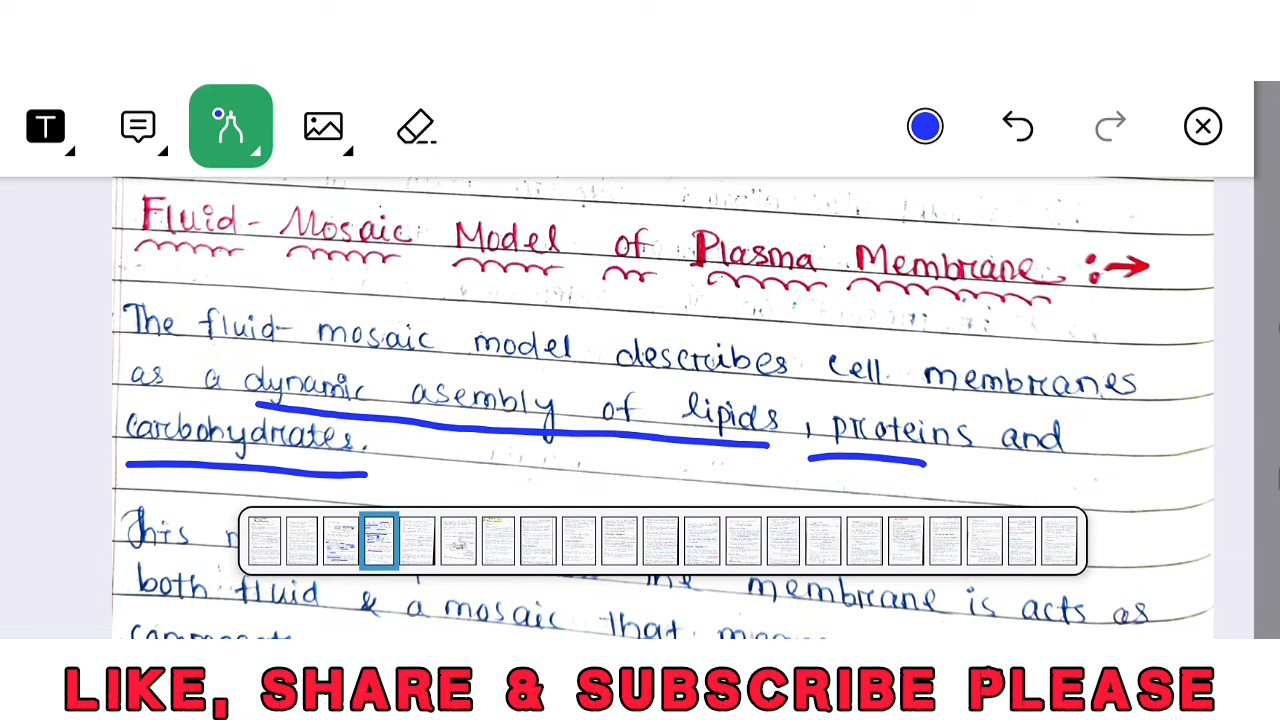 T
Fluid - Mosaic Model of Plasma Membrane :→
The fluid- mosaic model describes cell membranes
as a dynamic asembly of lipids, proteins and
carbohydrates.
This
both fluid & a mosaic that
the membrane is acts as
LIKE, SHARE & SUBSCRIBE PLEASE